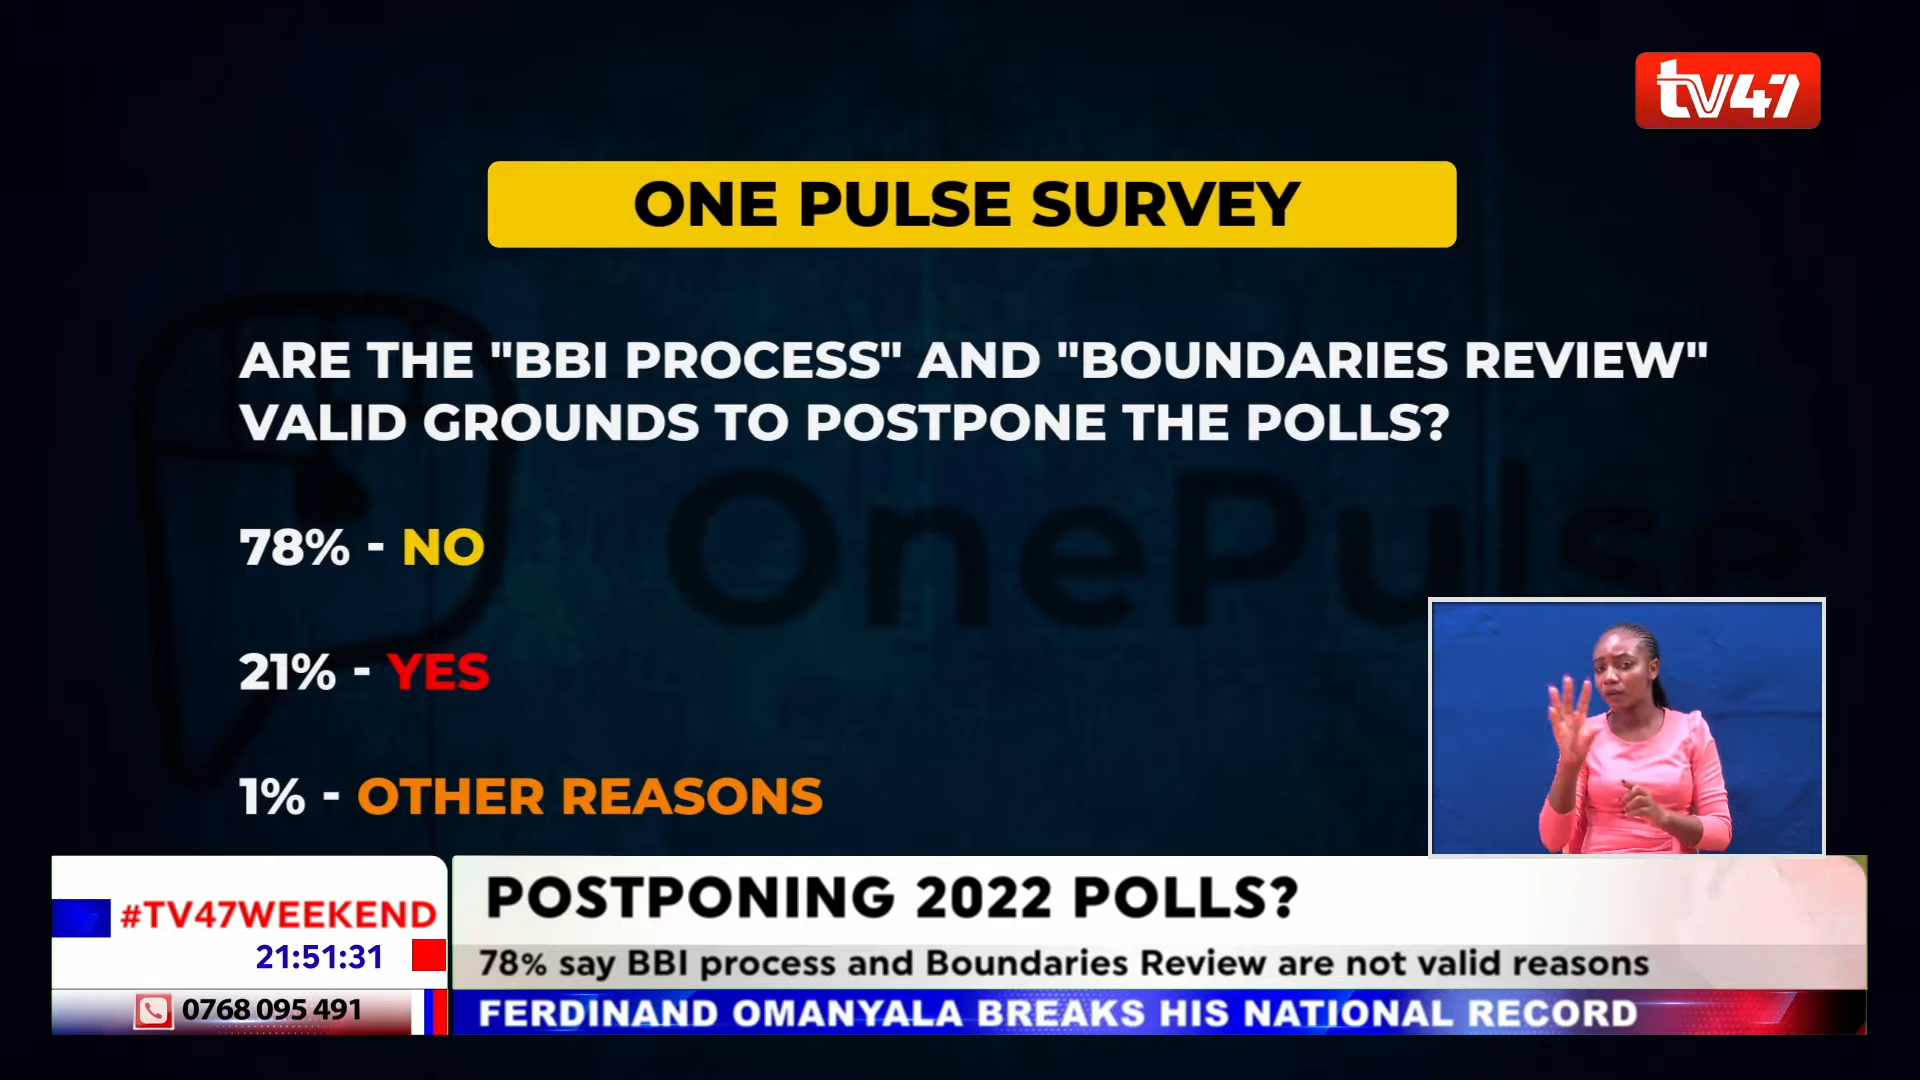 tv47
ONE PULSE SURVEY
ARE THE "BBI PROCESS" AND "BOUNDARIES REVIEW"
VALID GROUNDS TO POSTPONE THE POLLS?
OnePulse
78% - NO
21% - YES
1% - OTHER REASONS
#TV47WEEKEND
21:51:31
0768 095 491
POSTPONING 2022 POLLS?
78% say BBI process and Boundaries Review are not valid reasons
FERDINAND OMANYALA BREAKS HIS NATIONAL RECORD